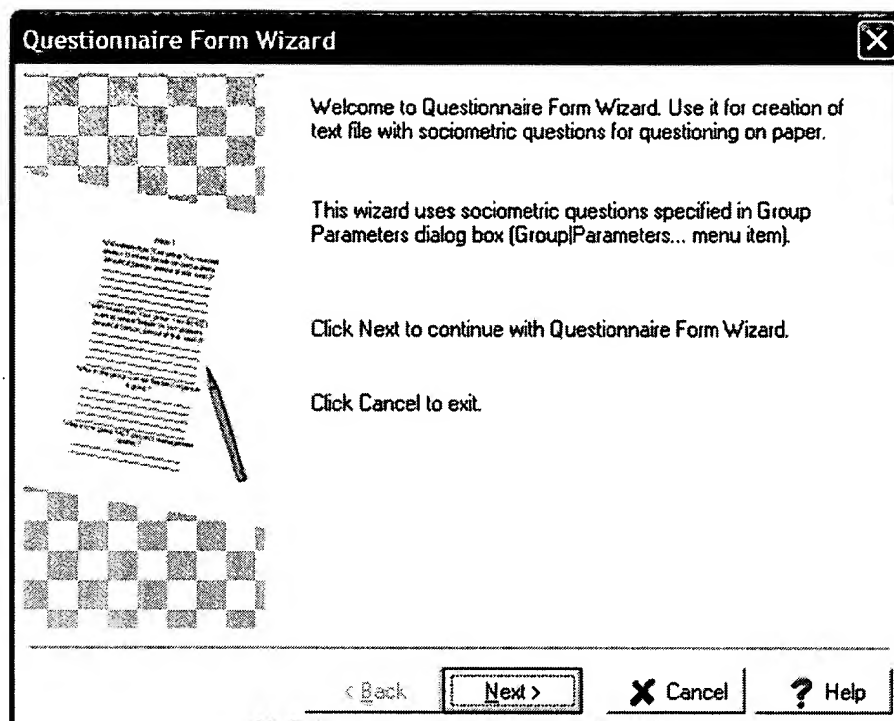 Questionnaire Form Wizard
Welcome to Questionnaire Form Wizard. Use it for creation of
text file with sociometric questions for questioning on paper.
This wizard uses sociometric questions specified in Group
Parameters dialog box (Group|Parameters... menu item).
Click Next to continue with Questionnaire Form Wizard.
Click Cancel to exit.
< Back
Next >
Cancel
? Help